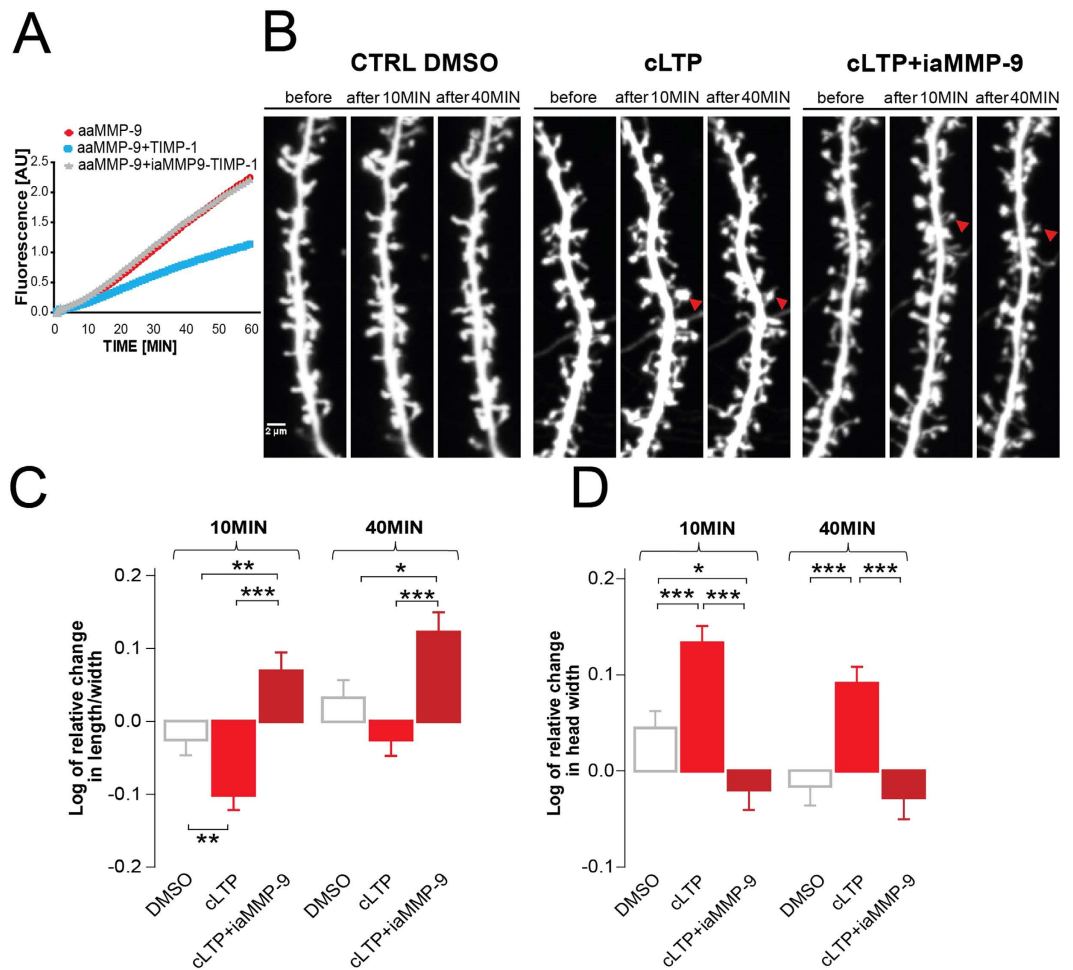 A
aaMMP-9
aaMMP-9+TIMP-1
aaMMP-9+iaMMP9-TIMP-1
Fluorescence [AU]
2.5
2.0
1.5
1.0
0.5
0.0
0 10 20 30 40 50 60
TIME [MIN]
B
CTRL DMSO cLTP cLTP+iaMMP-9
before after 10MIN after 40MIN before after 10MIN after 40MIN before after 10MIN after 40MIN
2 µm
C
10MIN 40MIN
** *
*** ***
**
Log of relative change
in length/width
0.2
0.1
0.0
-0.1
-0.2
DMSO cLTP cLTP+iaMMP-9 DMSO cLTP cLTP+iaMMP-9
D
10MIN 40MIN
*
*** *** *** ***
Log of relative change
in head width
0.2
0.1
0.0
-0.1
DMSO cLTP cLTP+iaMMP-9 DMSO cLTP cLTP+iaMMP-9